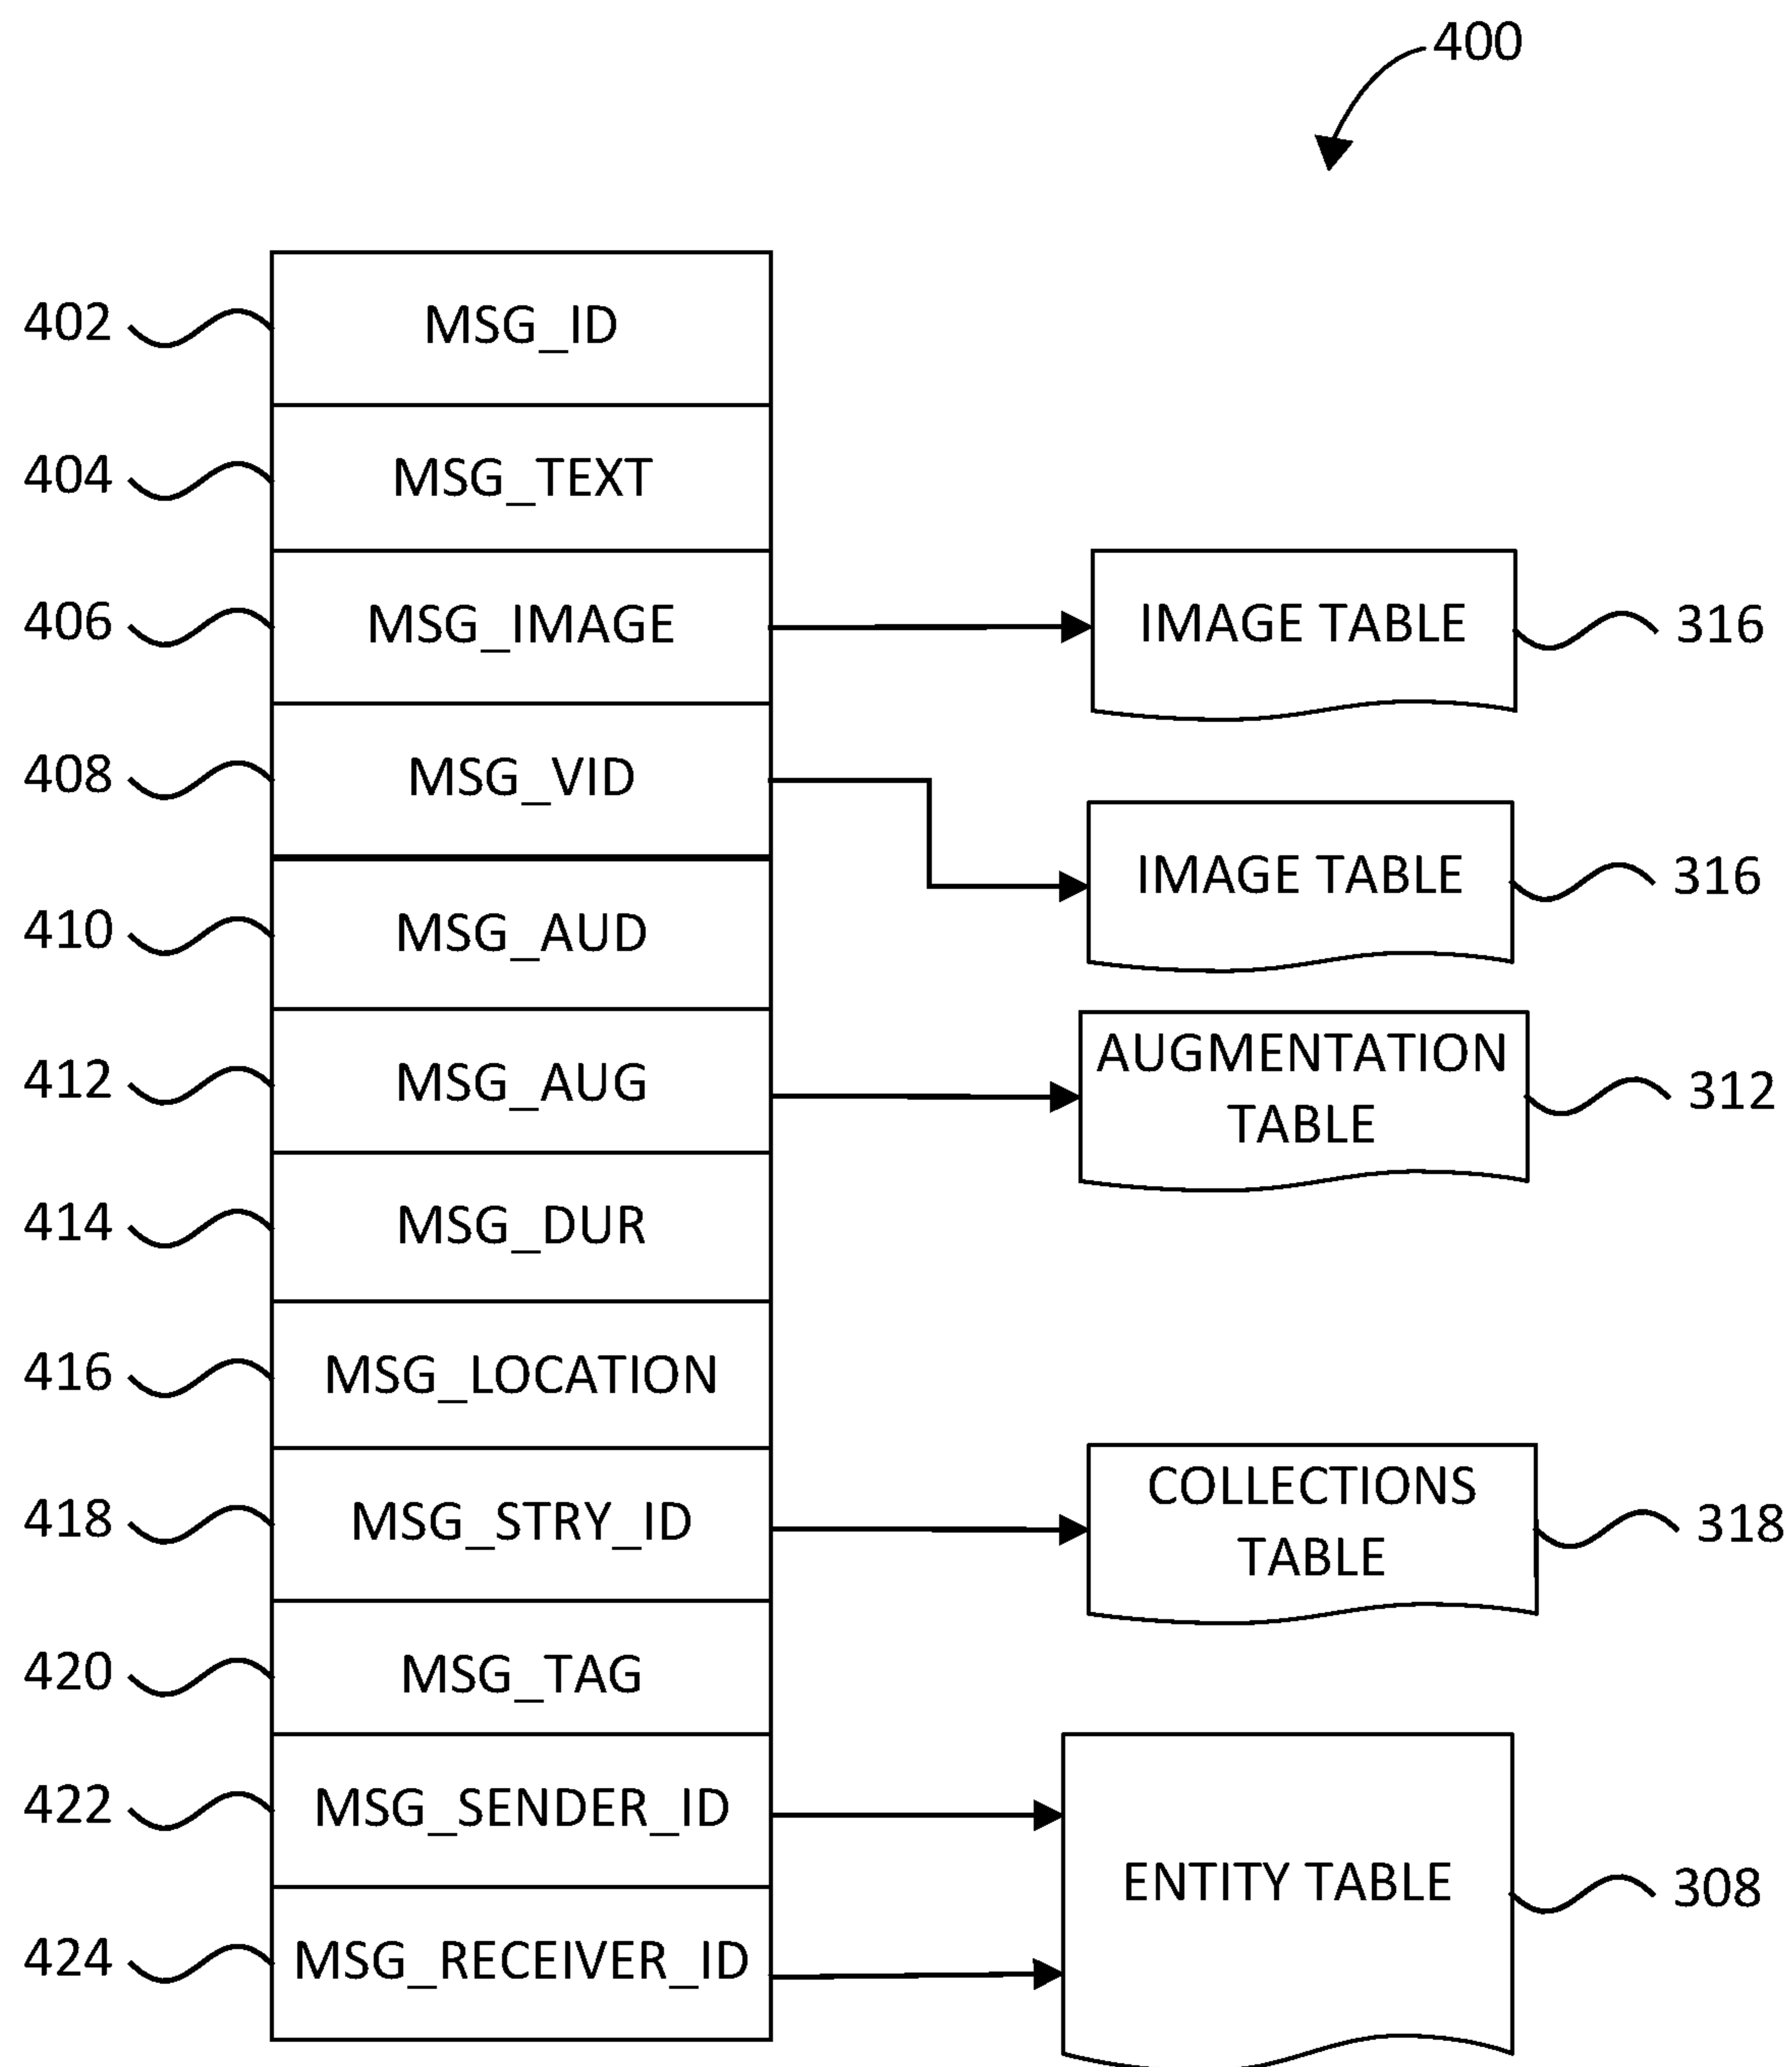 400
402 MSG_ID
404 MSG_TEXT
406 MSG_IMAGE IMAGE TABLE 316
408 MSG_VID
IMAGE TABLE 316
410 MSG_AUD
412 MSG_AUG AUGMENTATION
TABLE 312
414 MSG_DUR
416 MSG_LOCATION
418 MSG_STRY_ID COLLECTIONS
TABLE 318
420 MSG_TAG
422 MSG_SENDER_ID
ENTITY TABLE 308
424 MSG_RECEIVER_ID